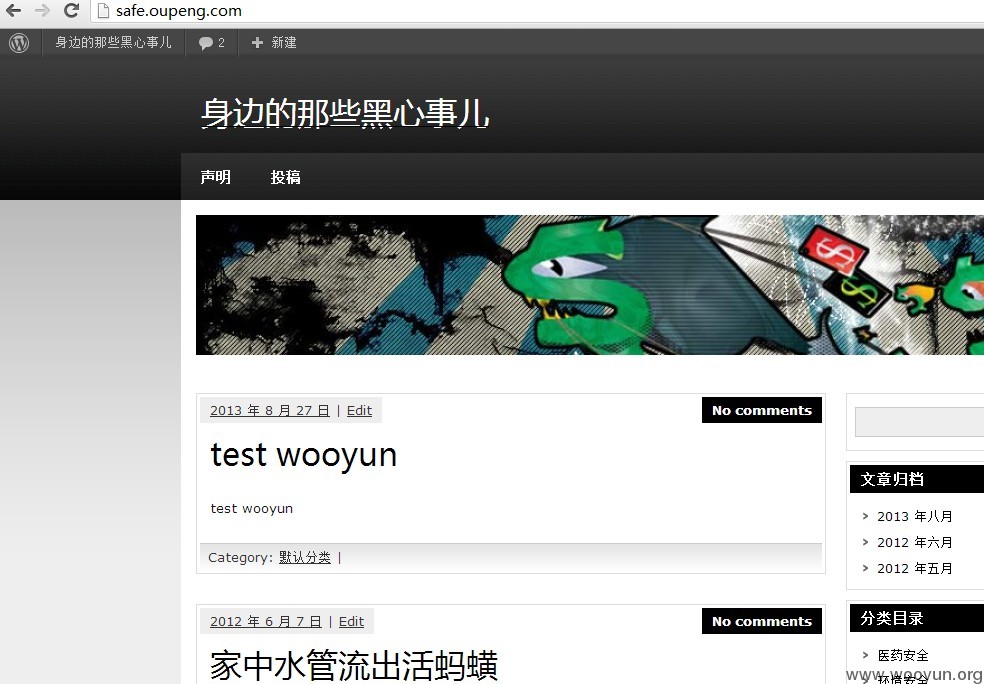 safe.oupeng.com
身边的那些黑心事儿 2 新建
身边的那些黑心事儿
声明 投稿
$
$
2013 年 8 月 27 日 | Edit
No comments
test wooyun
test wooyun
Category: 默认分类 |
2012 年 6 月 7 日 | Edit
No comments
家中水管流出活蚂蟥
文章归档
> 2013 年八月
> 2012 年六月
> 2012 年五月
分类目录
> 医药安全
> 环境安全
www.wooyun.org